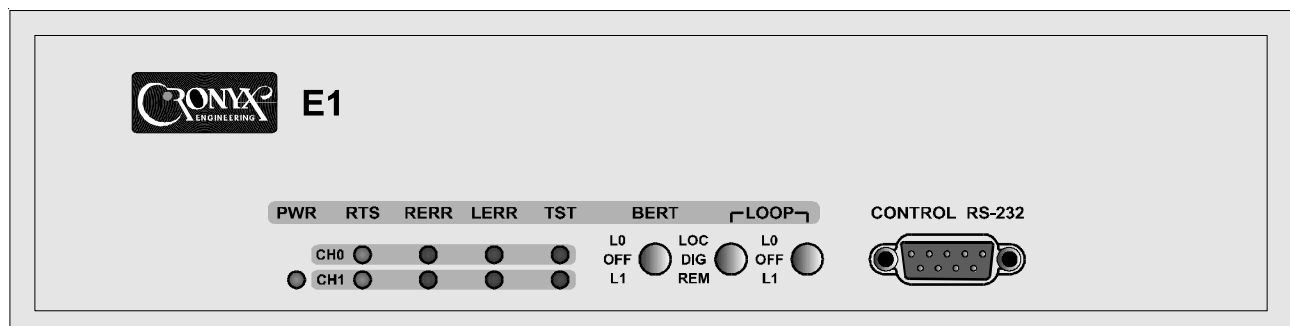 CRONYX
ENGINEERING
E1
PWR RTS RERR LERR TST BERT LOOP CONTROL RS-232
CH0 L0 LOC L0
OFF DIG OFF
CH1 L1 REM L1